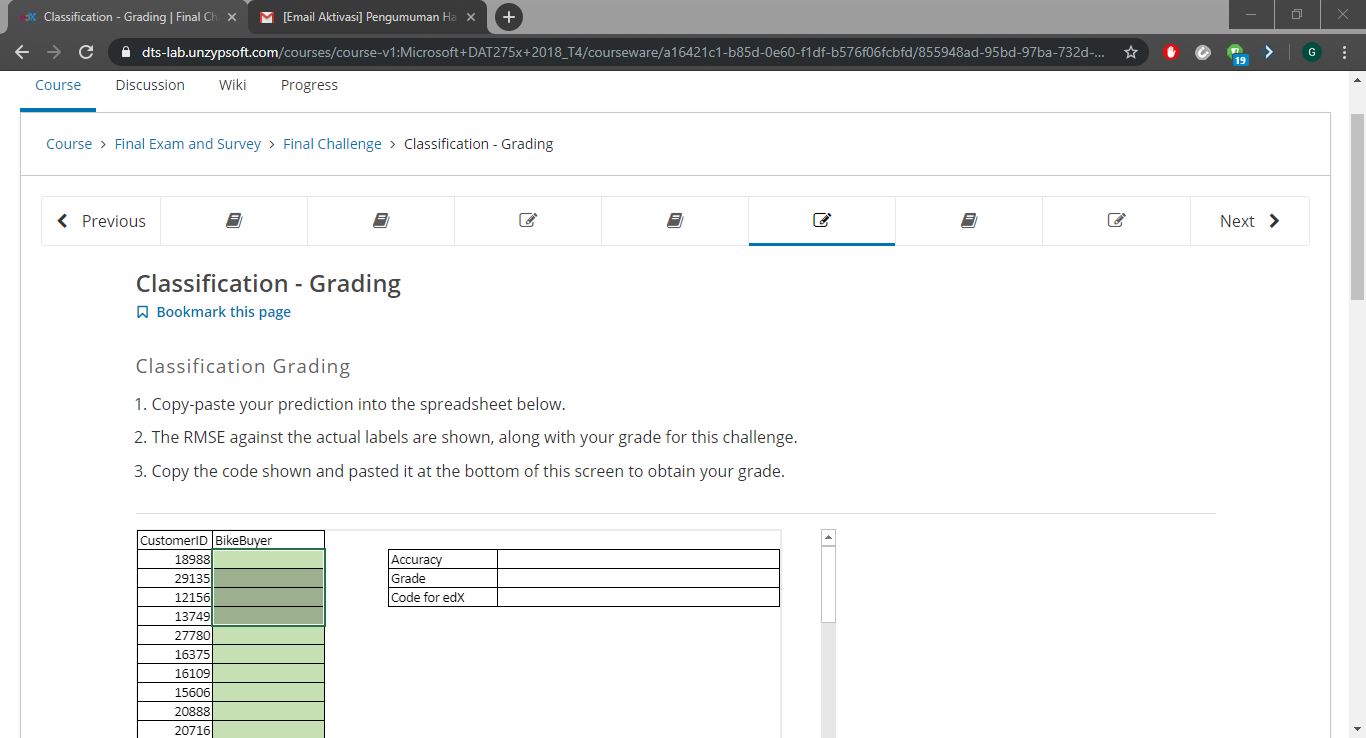 Classification - Grading | Final Ch
[Email Aktivasi] Pengumuman Ha
dts-lab.unzypsoft.com/courses/course-v1:Microsoft+DAT275x+2018_T4/courseware/a16421c1-b85d-0e60-f1df-b576f06fcbfd/855948ad-95bd-97ba-732d-...
19
G
Course Discussion Wiki Progress
Course > Final Exam and Survey > Final Challenge > Classification - Grading
Previous Next
Classification - Grading
Bookmark this page
Classification Grading
1. Copy-paste your prediction into the spreadsheet below.
2. The RMSE against the actual labels are shown, along with your grade for this challenge.
3. Copy the code shown and pasted it at the bottom of this screen to obtain your grade.
CustomerID BikeBuyer
18988 Accuracy
29135 Grade
12156 Code for edX
13749
27780
16375
16109
15606
20888
20716